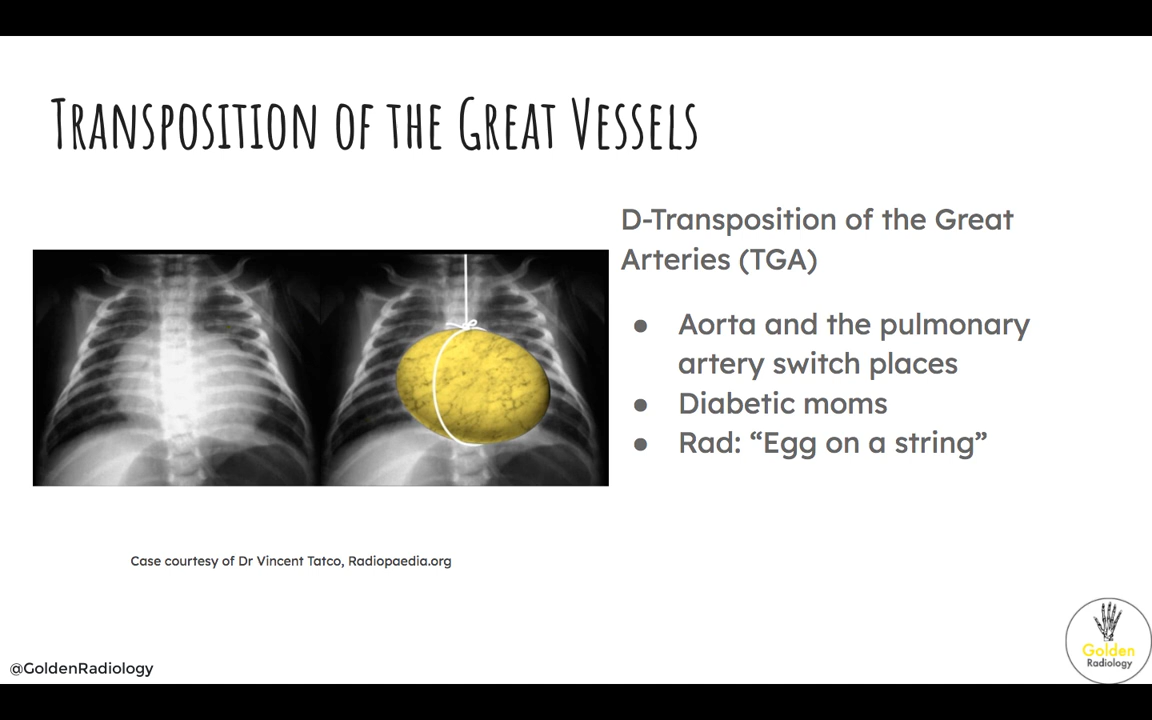 Transposition of the Great Vessels
D-Transposition of the Great
Arteries (TGA)
● Aorta and the pulmonary
artery switch places
● Diabetic moms
● Rad: “Egg on a string”
Case courtesy of Dr Vincent Tatco, Radiopaedia.org
@GoldenRadiology
Golden
Radiology